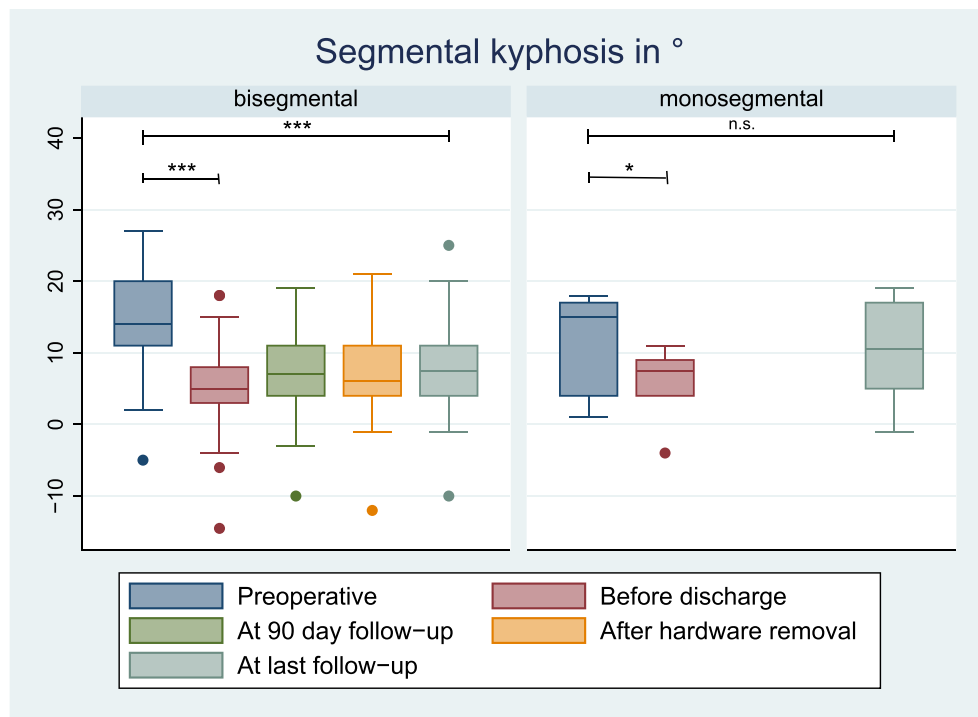 Segmental kyphosis in °
bisegmental
monosegmental
***
n.s.
***
*
40
30
20
10
0
−10
Preoperative
Before discharge
At 90 day follow−up
After hardware removal
At last follow−up